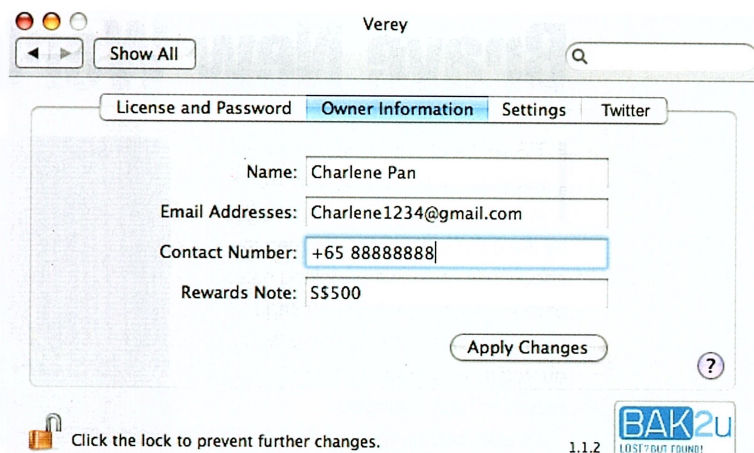 Verey
Show All
License and Password Owner Information Settings Twitter
Name: Charlene Pan
Email Addresses: Charlene1234@gmail.com
Contact Number: +65 88888888
Rewards Note: S$500
Apply Changes
?
Click the lock to prevent further changes.
1.1.2
BAK2u
LOST? BUT FOUND!